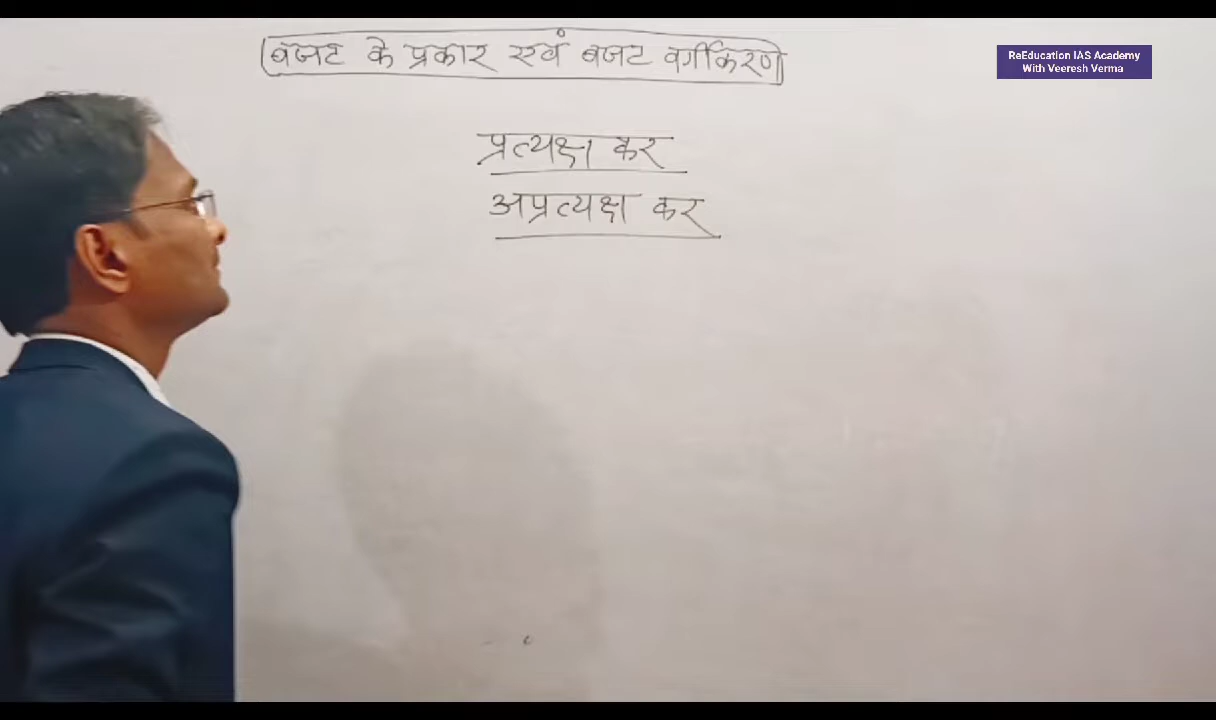 बजट के प्रकार एवं बजट वर्गीकरण
ReEducation IAS Academy
With Veeresh Verma
प्रत्यक्ष कर
अप्रत्यक्ष कर